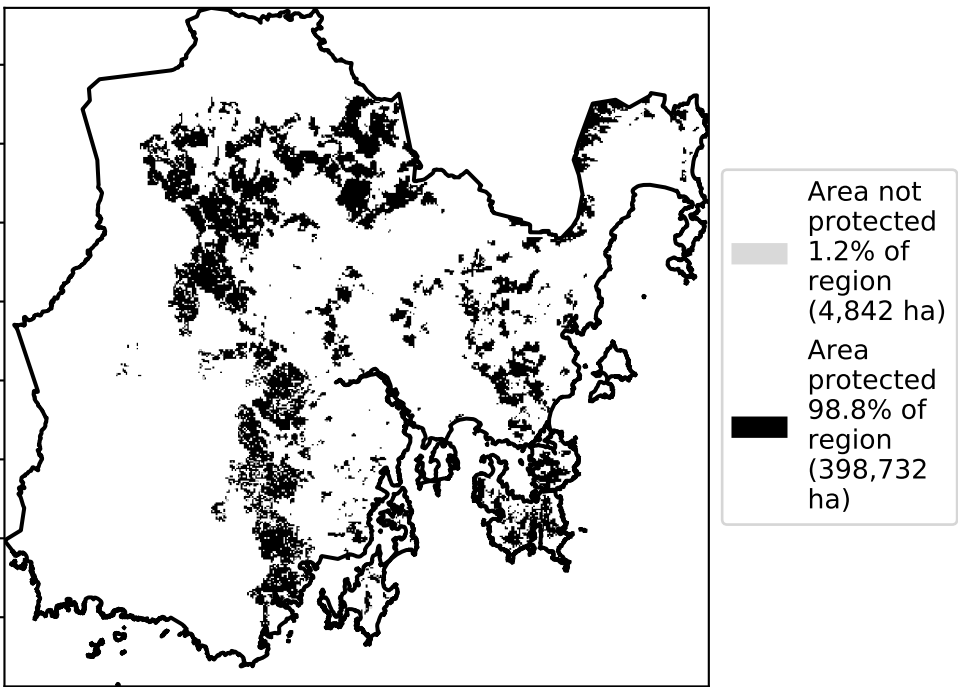 Area not
protected
1.2% of
region
(4,842 ha)
Area
protected
98.8% of
region
(398,732
ha)